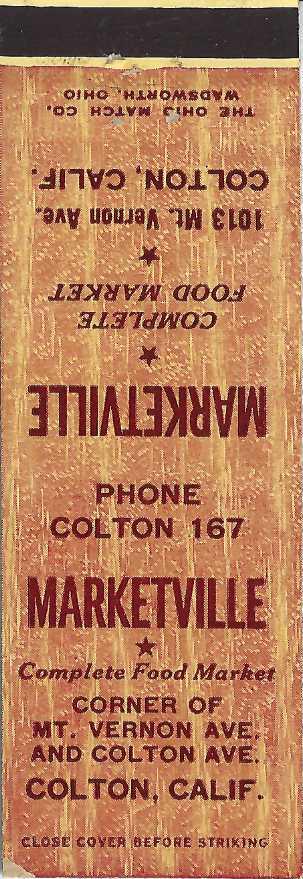 THE OHIO MATCH CO.
WADSWORTH, OHIO
MARKETVILLE
COMPLETE
FOOD MARKET
1013 Mt. Vernon Ave.
COLTON, CALIF.
PHONE
COLTON 167
MARKETVILLE
Complete Food Market
CORNER OF
MT. VERNON AVE.
AND COLTON AVE.
COLTON, CALIF.
CLOSE COVER BEFORE STRIKING